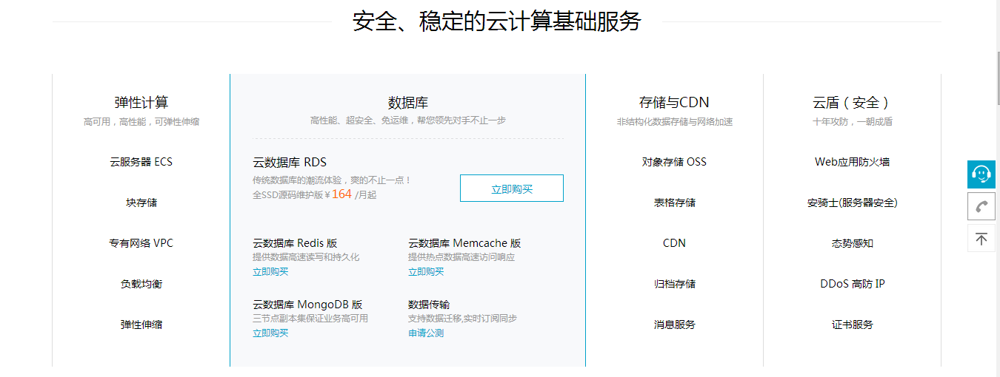 安全、稳定的云计算基础服务
弹性计算
高可用，高性能，可弹性伸缩
云服务器 ECS
块存储
专有网络 VPC
负载均衡
弹性伸缩
数据库
高性能、超安全、免运维，帮您领先对手不止一步
云数据库 RDS
传统数据库的潮流体验，爽的不止一点！
全SSD源码维护版￥164 /月起
立即购买
云数据库 Redis 版
提供数据高速读写和持久化
立即购买
云数据库 Memcache 版
提供热点数据高速访问响应
立即购买
云数据库 MongoDB 版
三节点副本集保证业务高可用
立即购买
数据传输
支持数据迁移,实时订阅同步
申请公测
存储与CDN
非结构化数据存储与网络加速
对象存储 OSS
表格存储
CDN
归档存储
消息服务
云盾（安全）
十年攻防，一朝成盾
Web应用防火墙
安骑士(服务器安全)
态势感知
DDoS 高防 IP
证书服务